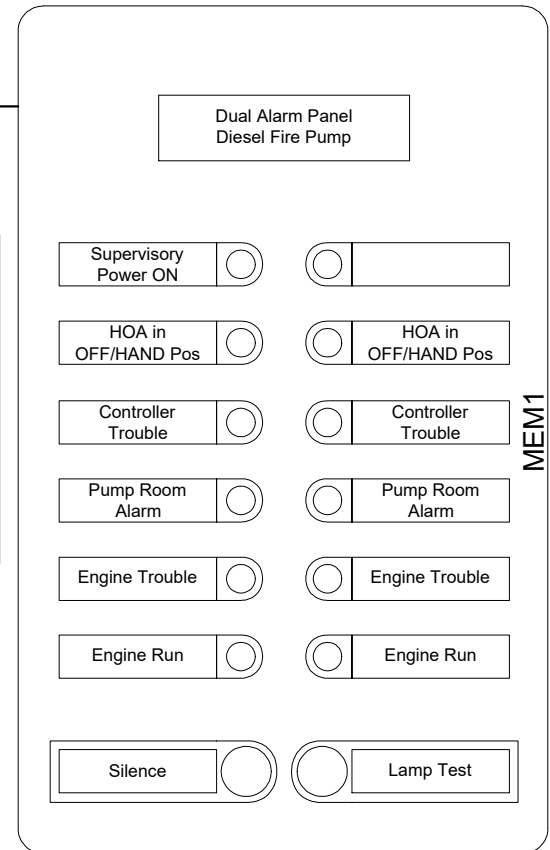 Dual Alarm Panel
Diesel Fire Pump
Supervisory
Power ON
HOA in
OFF/HAND Pos
HOA in
OFF/HAND Pos
Controller
Trouble
Controller
Trouble
Pump Room
Alarm
Pump Room
Alarm
Engine Trouble
Engine Trouble
Engine Run
Engine Run
Silence
Lamp Test
MEM1